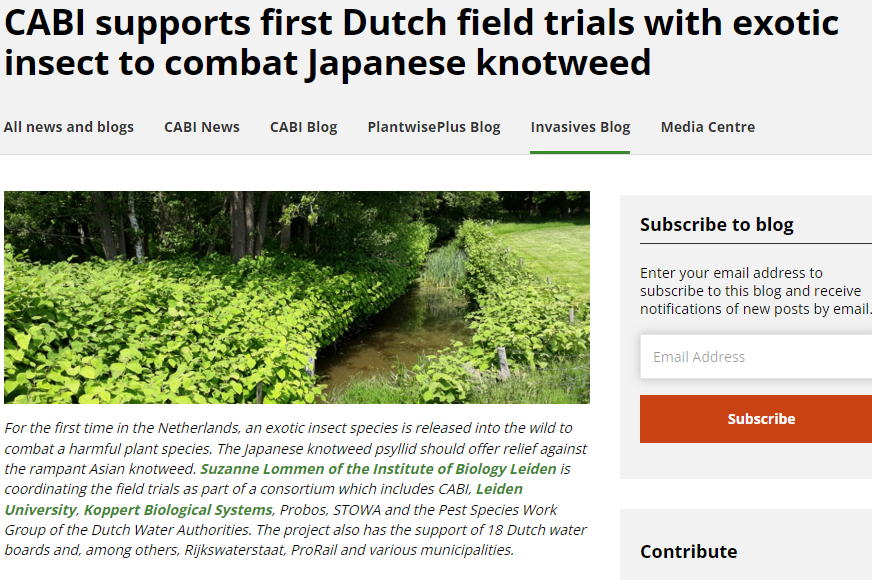 CABI supports first Dutch field trials with exotic
insect to combat Japanese knotweed
All news and blogs CABI News CABI Blog PlantwisePlus Blog Invasives Blog Media Centre
For the first time in the Netherlands, an exotic insect species is released into the wild to
combat a harmful plant species. The Japanese knotweed psyllid should offer relief against
the rampant Asian knotweed. Suzanne Lommen of the Institute of Biology Leiden is
coordinating the field trials as part of a consortium which includes CABI, Leiden
University, Koppert Biological Systems, Probos, STOWA and the Pest Species Work
Group of the Dutch Water Authorities. The project also has the support of 18 Dutch water
boards and, among others, Rijkswaterstaat, ProRail and various municipalities.
Subscribe to blog
Enter your email address to
subscribe to this blog and receive
notifications of new posts by email.
Email Address
Subscribe
Contribute